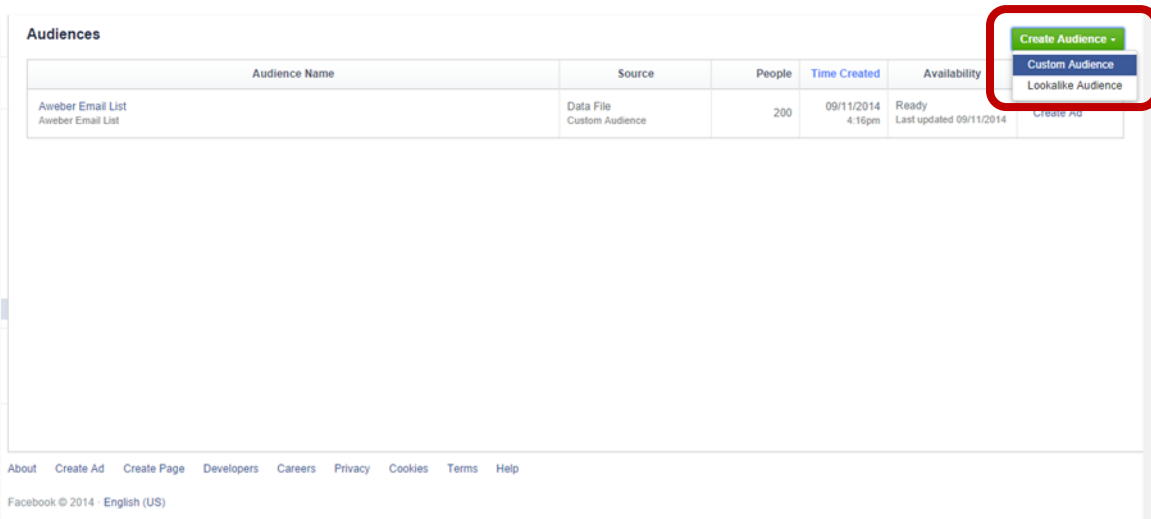 Audiences
Create Audience
Custom Audience
Lookalike Audience
Audience Name Source People Time Created Availability
Aweber Email List Data File 200 09/11/2014 Ready Create Ad
Aweber Email List Custom Audience 4:16pm Last updated 09/11/2014
About Create Ad Create Page Developers Careers Privacy Cookies Terms Help
Facebook © 2014 · English (US)